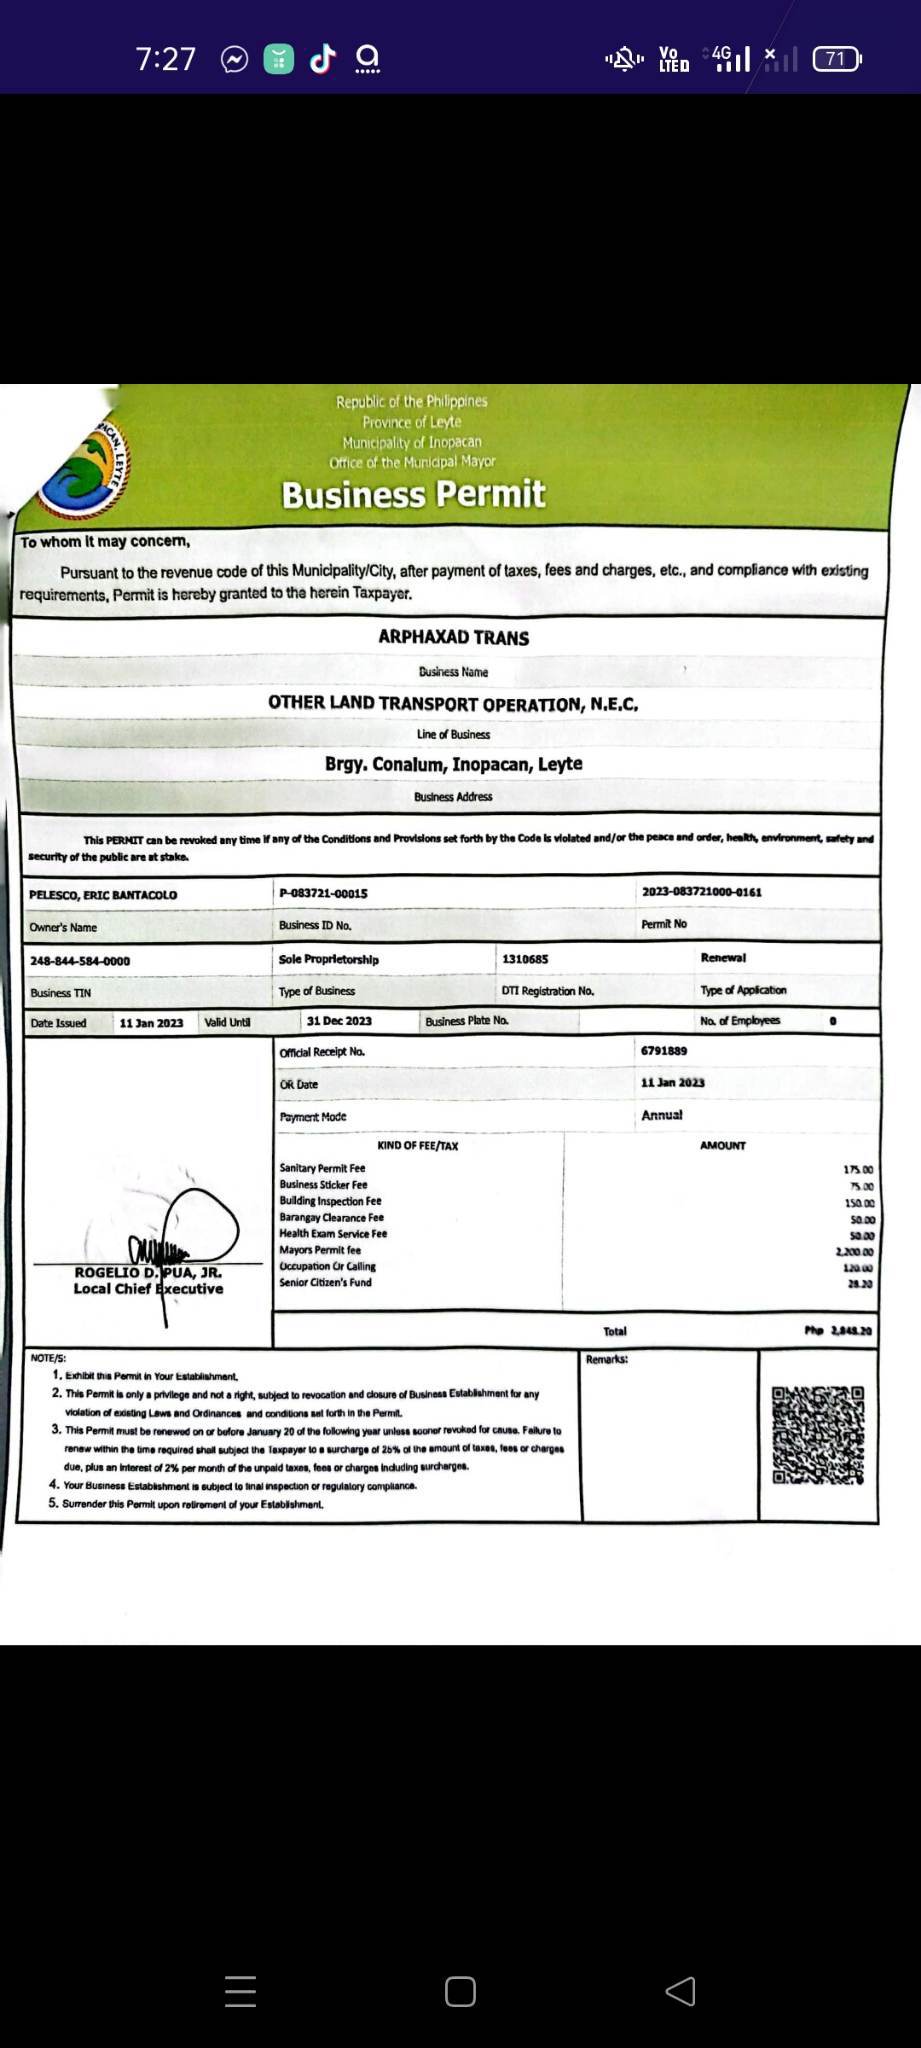 7:27
Vo
LTE
4G
71
Republic of the Philippines
Province of Leyte
Municipality of Inopacan
Office of the Municipal Mayor
Business Permit
PACAN, LEYTE
To whom it may concern,
Pursuant to the revenue code of this Municipality/City, after payment of taxes, fees and charges, etc., and compliance with existing
requirements, Permit is hereby granted to the herein Taxpayer.
ARPHAXAD TRANS
Business Name
OTHER LAND TRANSPORT OPERATION, N.E.C.
Line of Business
Brgy. Conalum, Inopacan, Leyte
Business Address
This PERMIT can be revoked any time if any of the Conditions and Provisions set forth by the Code is violated and/or the peace and order, health, environment, safety and
security of the public are at stake.
PELESCO, ERIC BANTACOLO P-083721-00015 2023-083721000-0161
Owner's Name Business ID No. Permit No
248-844-584-0000 Sole Proprietorship 1310685 Renewal
Business TIN Type of Business DTI Registration No. Type of Application
Date Issued 11 Jan 2023 Valid Until 31 Dec 2023 Business Plate No. No. of Employees 0
Official Receipt No. 6791889
OR Date 11 Jan 2023
Payment Mode Annual
KIND OF FEE/TAX AMOUNT
Sanitary Permit Fee 175.00
Business Sticker Fee 75.00
Building Inspection Fee 150.00
Barangay Clearance Fee 50.00
Health Exam Service Fee 50.00
Mayors Permit fee 2,200.00
Occupation Or Calling 120.00
Senior Citizen's Fund 28.20
ROGELIO D. PUA, JR.
Local Chief Executive
Total Php 2,848.20
NOTE/S:
1. Exhibit this Permit in Your Establishment.
2. This Permit is only a privilege and not a right, subject to revocation and closure of Business Establishment for any
violation of existing Laws and Ordinances and conditions set forth in the Permit.
3. This Permit must be renewed on or before January 20 of the following year unless sooner revoked for cause. Failure to
renew within the time required shall subject the Taxpayer to a surcharge of 25% of the amount of taxes, fees or charges
due, plus an interest of 2% per month of the unpaid taxes, fees or charges including surcharges.
4. Your Business Establishment is subject to final inspection or regulatory compliance.
5. Surrender this Permit upon retirement of your Establishment.
Remarks: